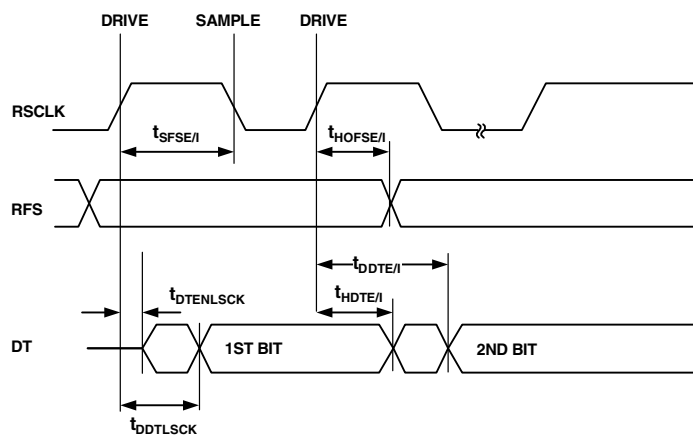 DRIVE SAMPLE DRIVE
RSCLK
tSFSE/I tHOFSE/I
RFS
tDDTE/I
tDTENLSCK tHDTE/I
DT 1ST BIT 2ND BIT
tDDTLSCK